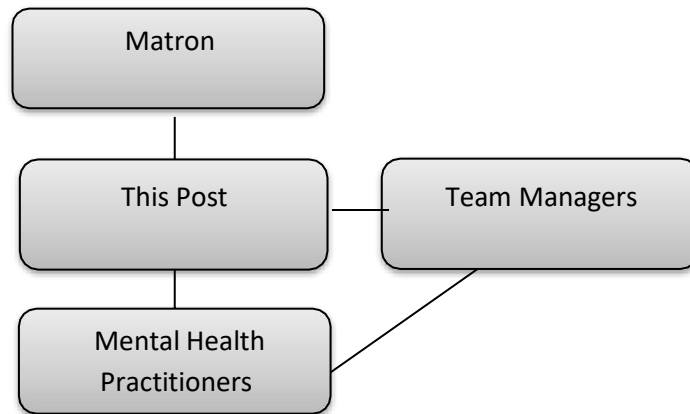 Matron
This Post
Team Managers
Mental Health
Practitioners